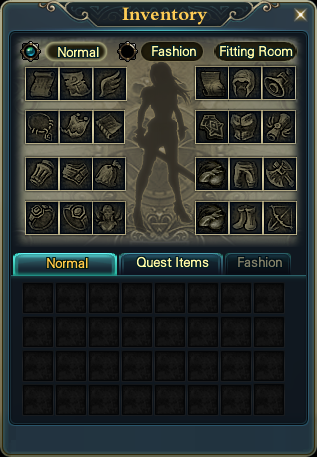 Inventory
Normal Fashion Fitting Room
Normal Quest Items Fashion